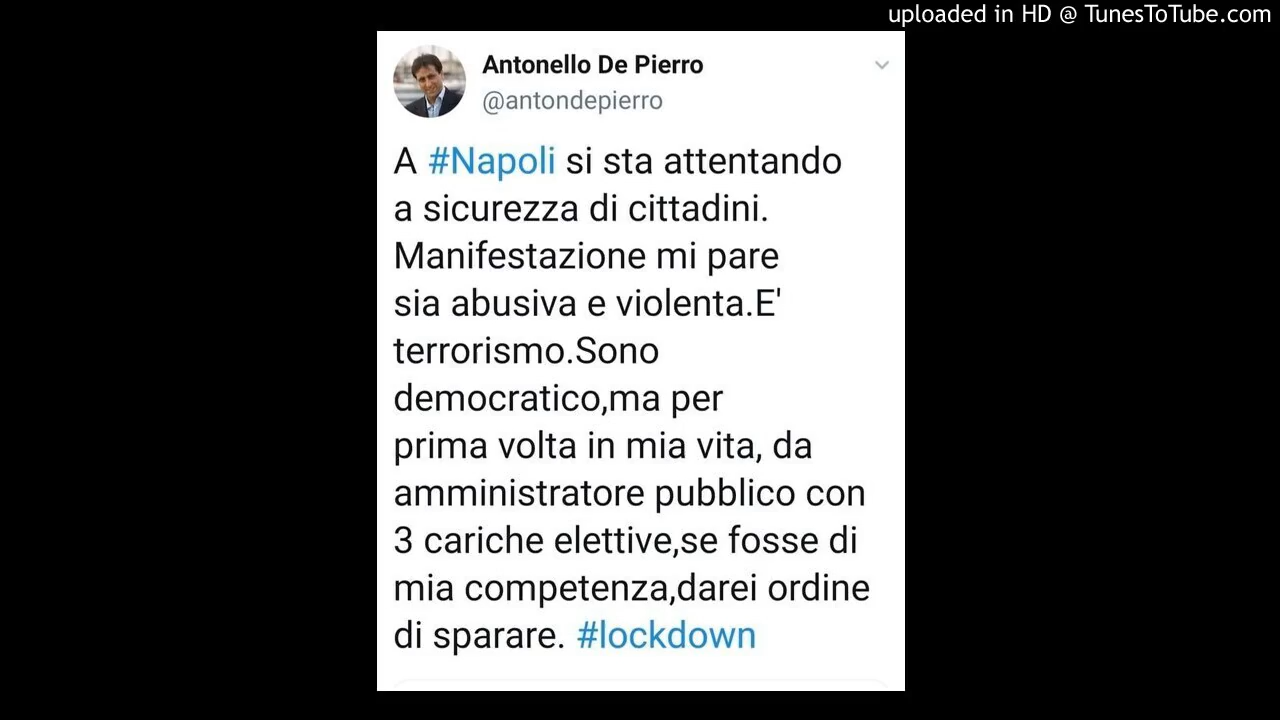 uploaded in HD @ TunesToTube.com
Antonello De Pierro
@antondepierro
A #Napoli si sta attentando
a sicurezza di cittadini.
Manifestazione mi pare
sia abusiva e violenta.E'
terrorismo.Sono
democratico,ma per
prima volta in mia vita, da
amministratore pubblico con
3 cariche elettive,se fosse di
mia competenza,darei ordine
di sparare. #lockdown